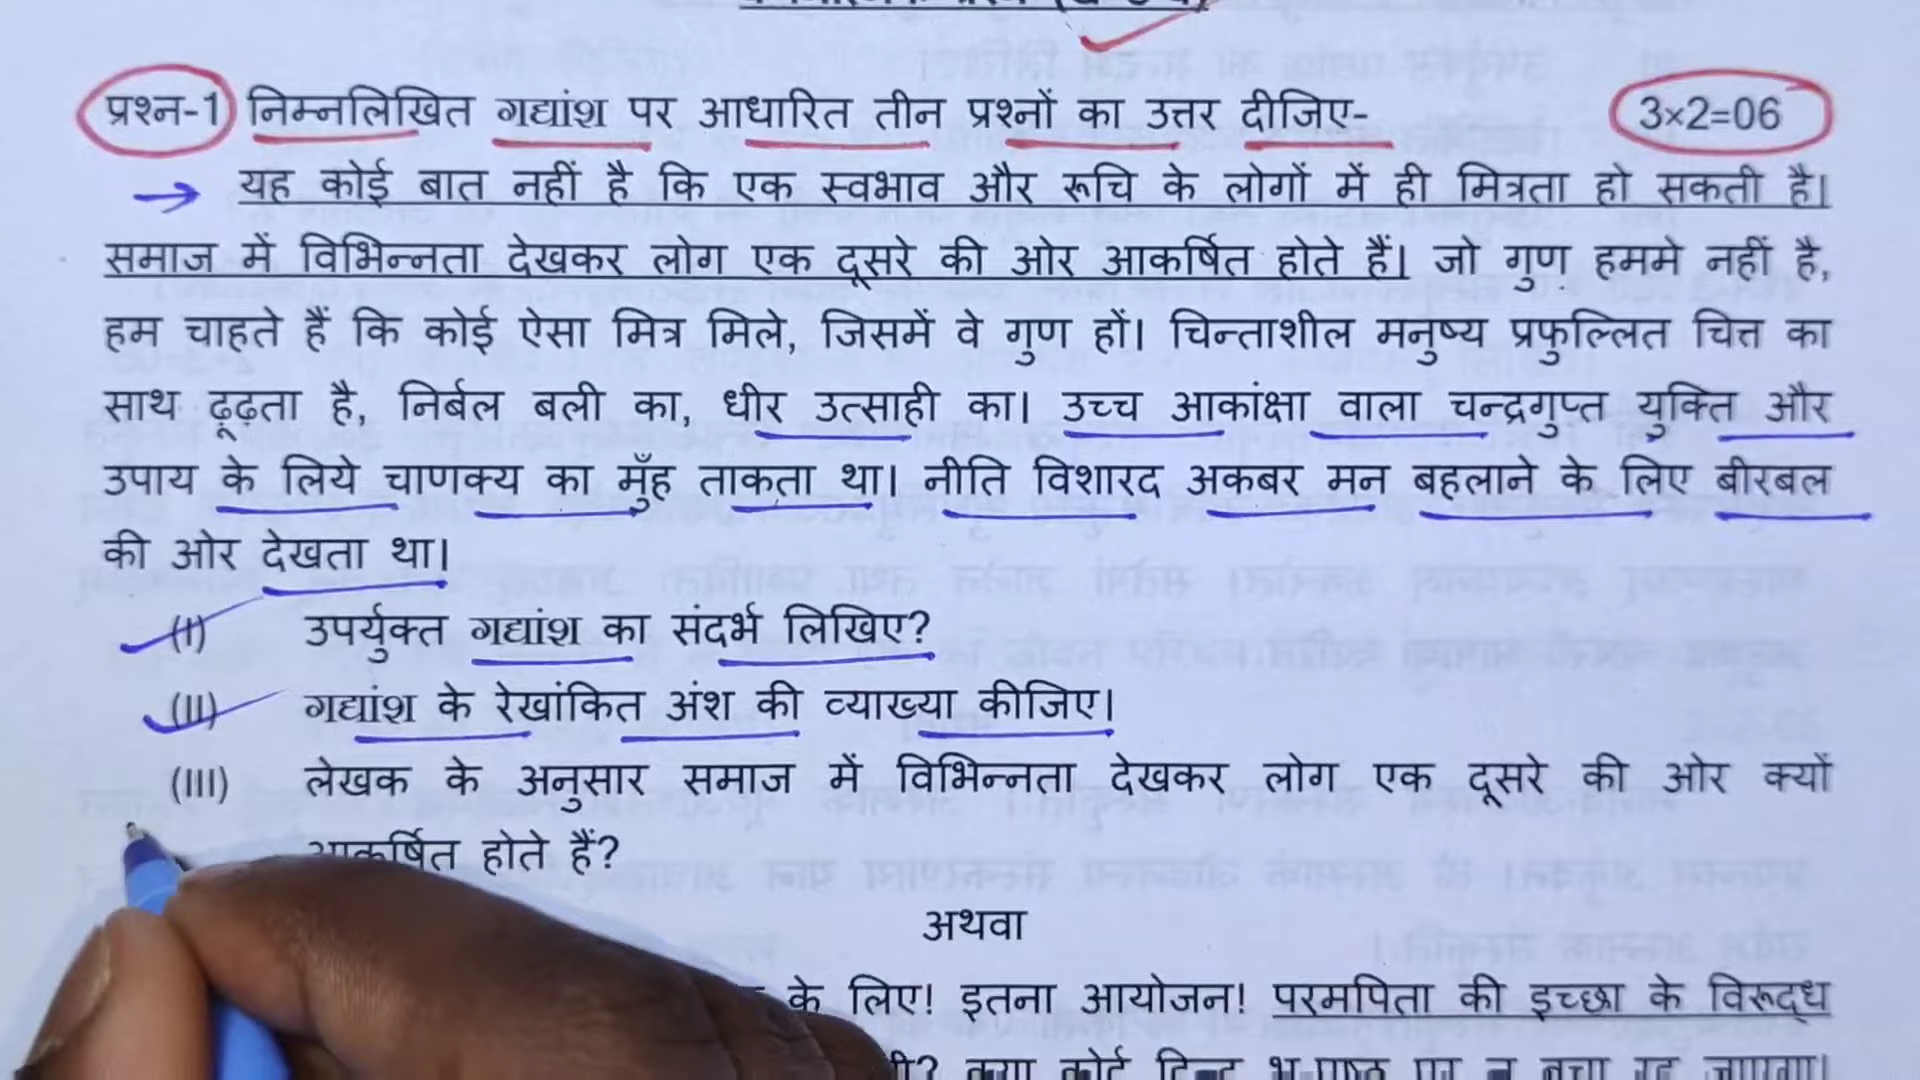 प्रश्न-1 निम्नलिखित गद्यांश पर आधारित तीन प्रश्नों का उत्तर दीजिए- 3×2=06
यह कोई बात नहीं है कि एक स्वभाव और रूचि के लोगों में ही मित्रता हो सकती है।
समाज में विभिन्नता देखकर लोग एक दूसरे की ओर आकर्षित होते हैं। जो गुण हममे नहीं है,
हम चाहते हैं कि कोई ऐसा मित्र मिले, जिसमें वे गुण हों। चिन्ताशील मनुष्य प्रफुल्लित चित्त का
साथ ढ़ूढ़ता है, निर्बल बली का, धीर उत्साही का। उच्च आकांक्षा वाला चन्द्रगुप्त युक्ति और
उपाय के लिये चाणक्य का मुँह ताकता था। नीति विशारद अकबर मन बहलाने के लिए बीरबल
की ओर देखता था।
(I) उपर्युक्त गद्यांश का संदर्भ लिखिए?
(II) गद्यांश के रेखांकित अंश की व्याख्या कीजिए।
(III) लेखक के अनुसार समाज में विभिन्नता देखकर लोग एक दूसरे की ओर क्यों
आकर्षित होते हैं?
अथवा
के लिए! इतना आयोजन! परमपिता की इच्छा के विरूद्ध